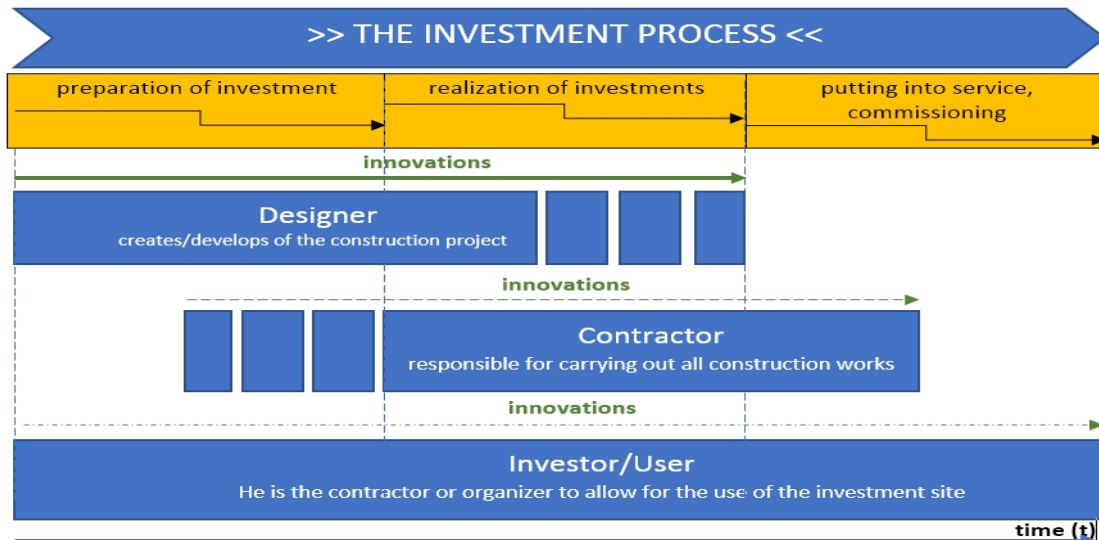 >> THE INVESTMENT PROCESS <<
preparation of investment
realization of investments
putting into service,
commissioning
innovations
Designer
creates/develops of the construction project
innovations
Contractor
responsible for carrying out all construction works
innovations
Investor/User
He is the contractor or organizer to allow for the use of the investment site
time (t)